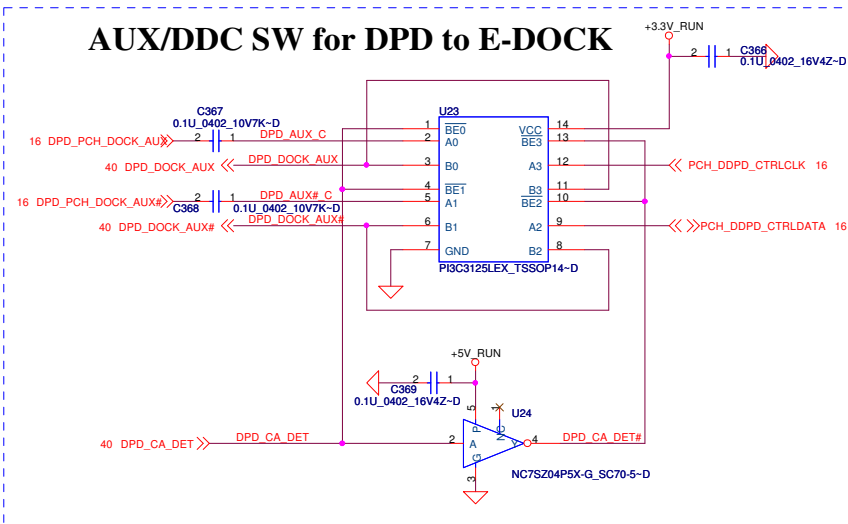 AUX/DDC SW for DPD to E-DOCK
+3.3V_RUN
2 1 C366
0.1U_0402_16V4Z~D
U23
C367
0.1U_0402_10V7K~D
16 DPD_PCH_DOCK_AUX 2 1 DPD_AUX_C
40 DPD_DOCK_AUX DPD_DOCK_AUX
16 DPD_PCH_DOCK_AUX# 2 1 DPD_AUX#_C
C368 0.1U_0402_10V7K~D
40 DPD_DOCK_AUX# DPD_DOCK_AUX#
1 BE0 VCC 14
2 A0 BE3 13
3 B0 A3 12 PCH_DDPD_CTRLCLK 16
4 BE1 B3 11
5 A1 BE2 10
6 B1 A2 9 PCH_DDPD_CTRLDATA 16
7 GND B2 8
PI3C3125LEX_TSSOP14~D
+5V_RUN
2 1
C369
0.1U_0402_16V4Z~D
5 1 U24
P NC
40 DPD_CA_DET DPD_CA_DET 2 A Y 4 DPD_CA_DET#
G
3
NC7SZ04P5X-G_SC70-5~D